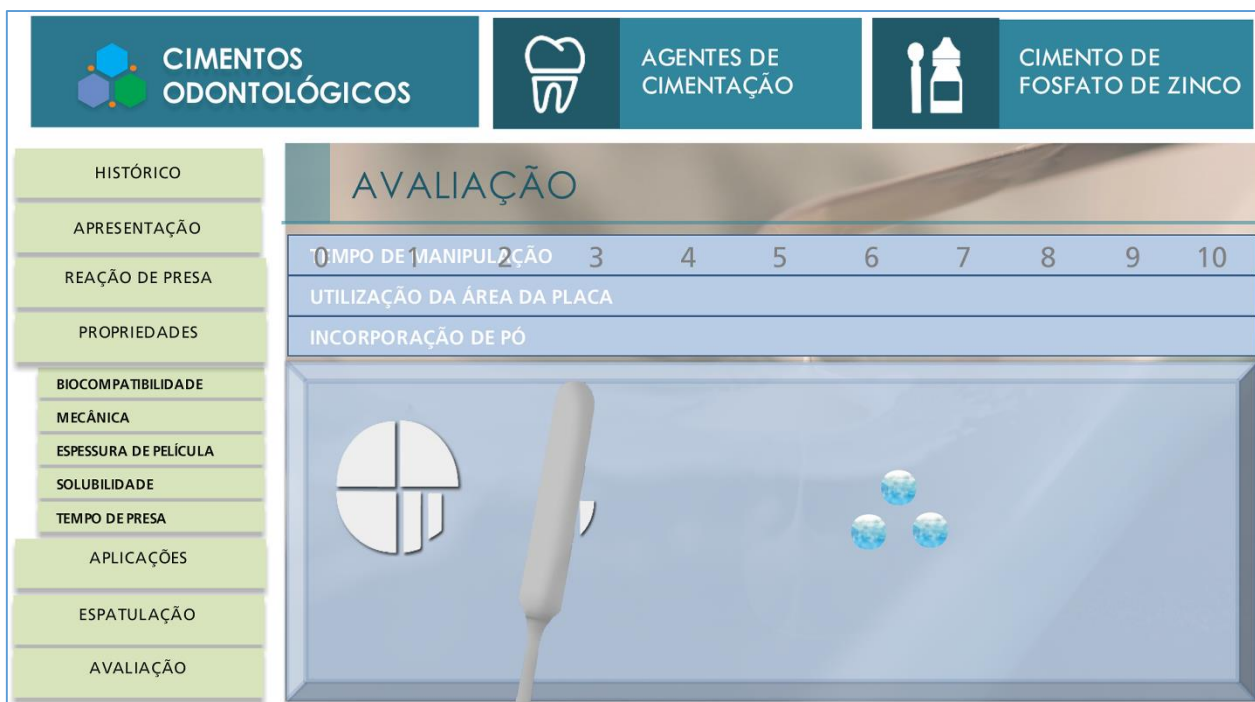 CIMENTOS
ODONTOLÓGICOS
AGENTES DE
CIMENTAÇÃO
CIMENTO DE
FOSFATO DE ZINCO
HISTÓRICO
APRESENTAÇÃO
REAÇÃO DE PRESA
PROPRIEDADES
BIOCOMPATIBILIDADE
MECÂNICA
ESPESSURA DE PELÍCULA
SOLUBILIDADE
TEMPO DE PRESA
APLICAÇÕES
ESPATULAÇÃO
AVALIAÇÃO
AVALIAÇÃO
0 1 2 3 4 5 6 7 8 9 10
TEMPO DE MANIPULAÇÃO
UTILIZAÇÃO DA ÁREA DA PLACA
INCORPORAÇÃO DE PÓ